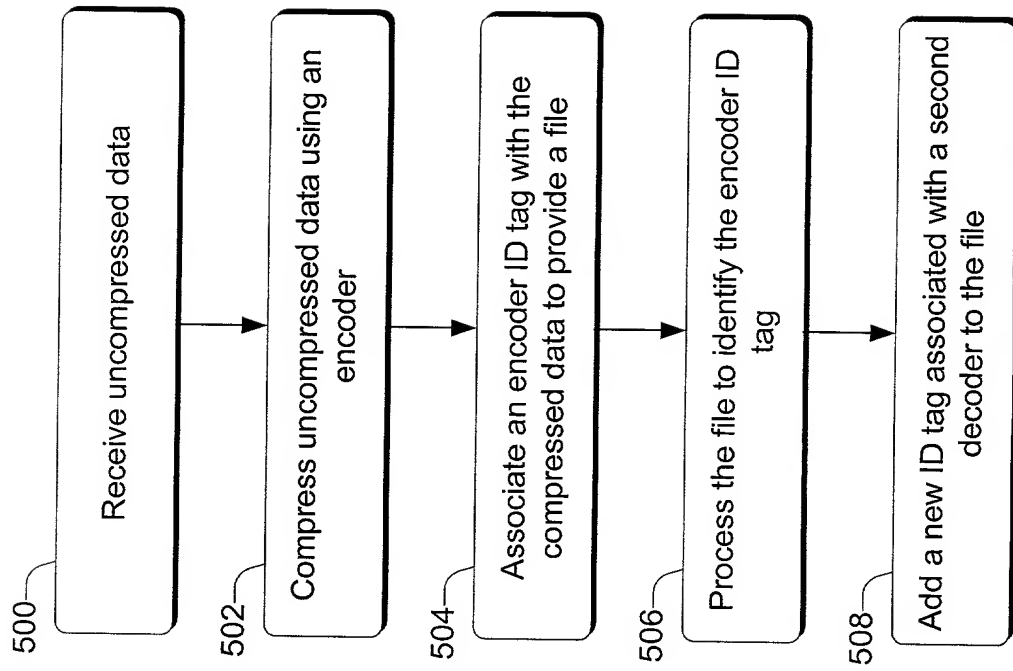 500
Receive uncompressed data
502
Compress uncompressed data using an
encoder
504
Associate an encoder ID tag with the
compressed data to provide a file
506
Process the file to identify the encoder ID
tag
508
Add a new ID tag associated with a second
decoder to the file